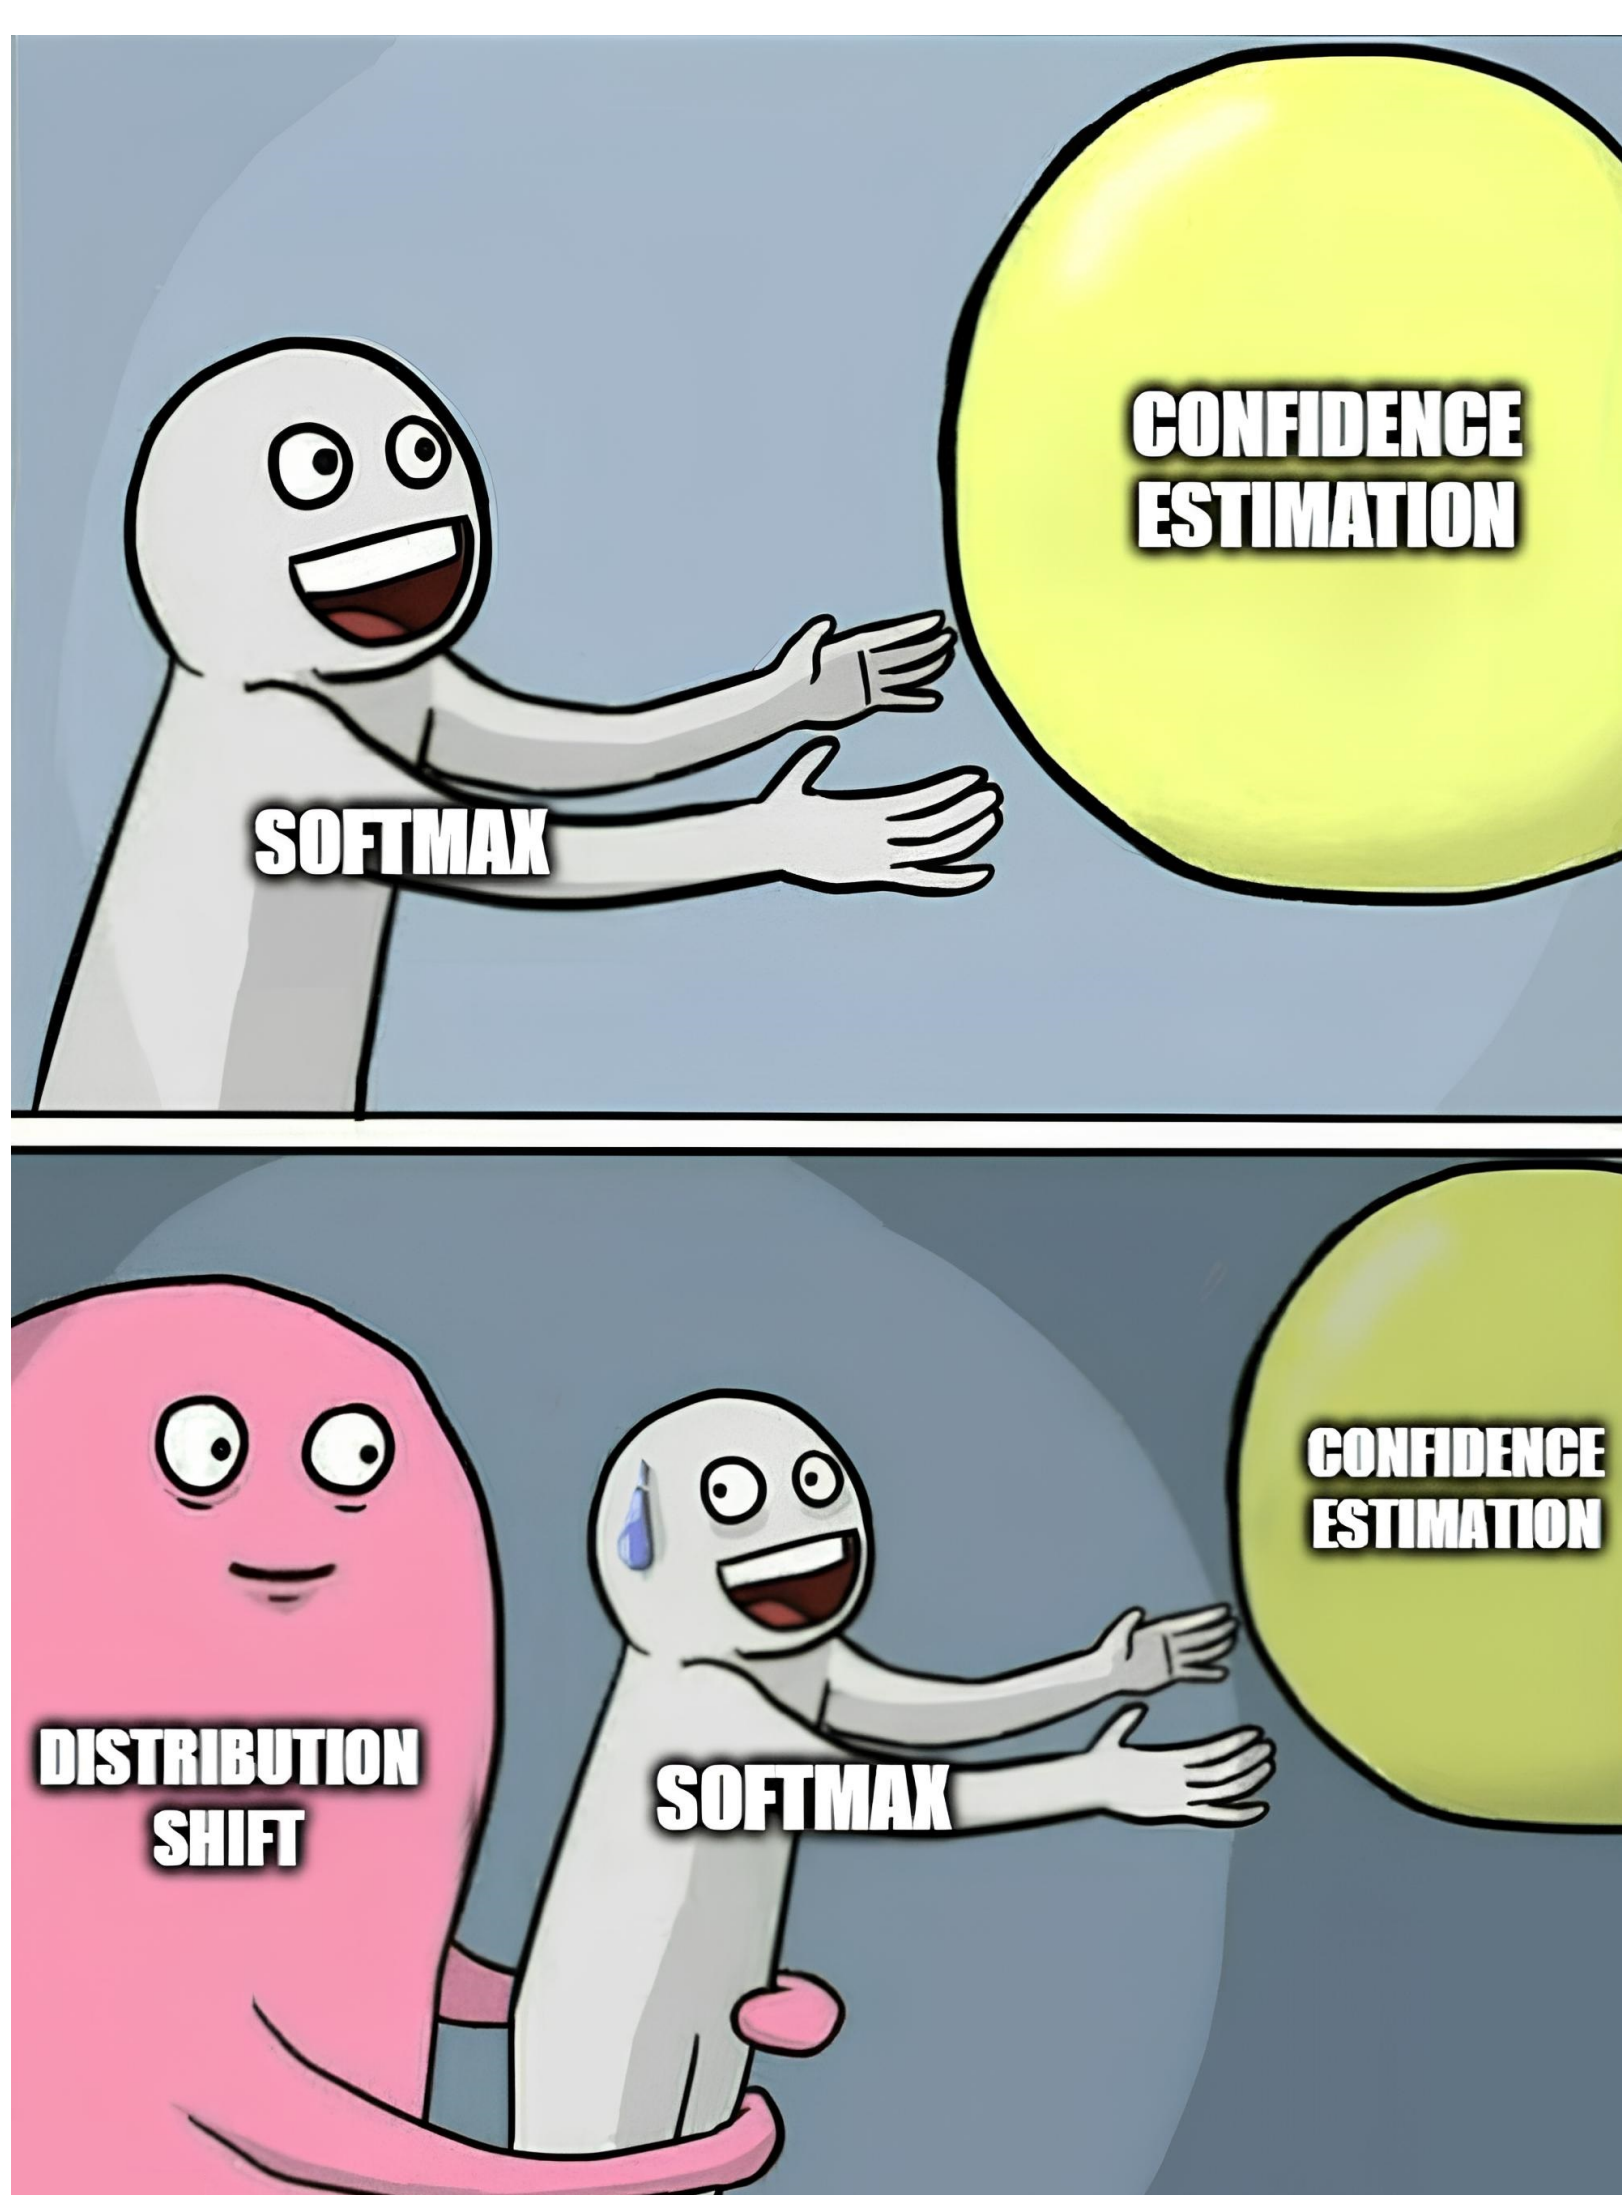 CONFIDENCE
ESTIMATION
SOFTMAX
CONFIDENCE
ESTIMATION
DISTRIBUTION
SHIFT
SOFTMAX